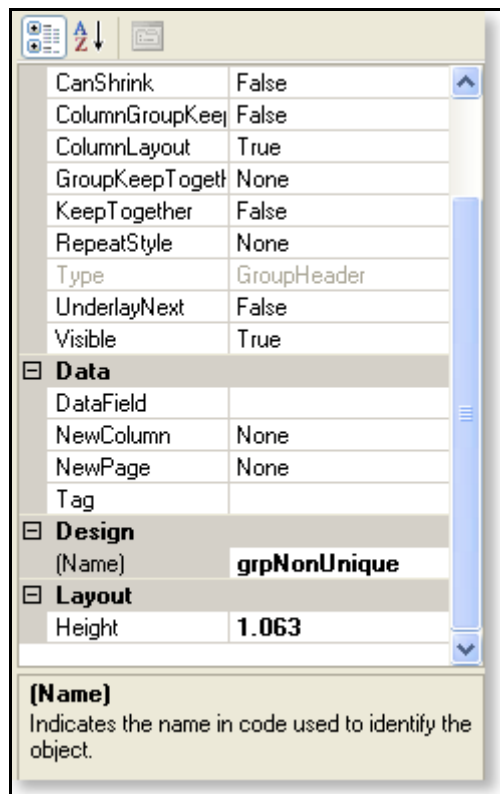 CanShrink False
ColumnGroupKeep False
ColumnLayout True
GroupKeepTogeth None
KeepTogether False
RepeatStyle None
Type GroupHeader
UnderlayNext False
Visible True
Data
DataField
NewColumn None
NewPage None
Tag
Design
(Name) grpNonUnique
Layout
Height 1.063
(Name)
Indicates the name in code used to identify the
object.